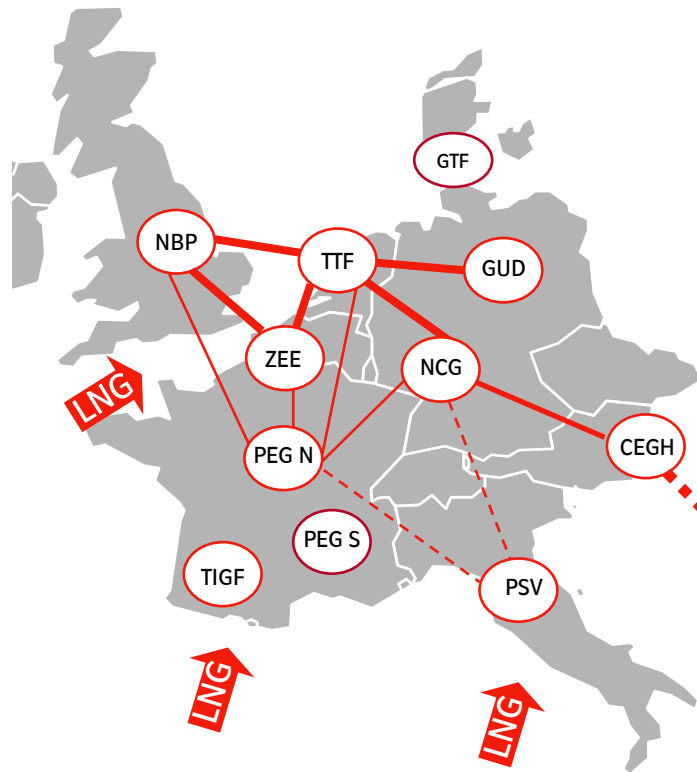 GTF
NBP
TTF
GUD
ZEE
NCG
LNG
PEG N
CEGH
PEG S
TIGF
PSV
LNG
LNG